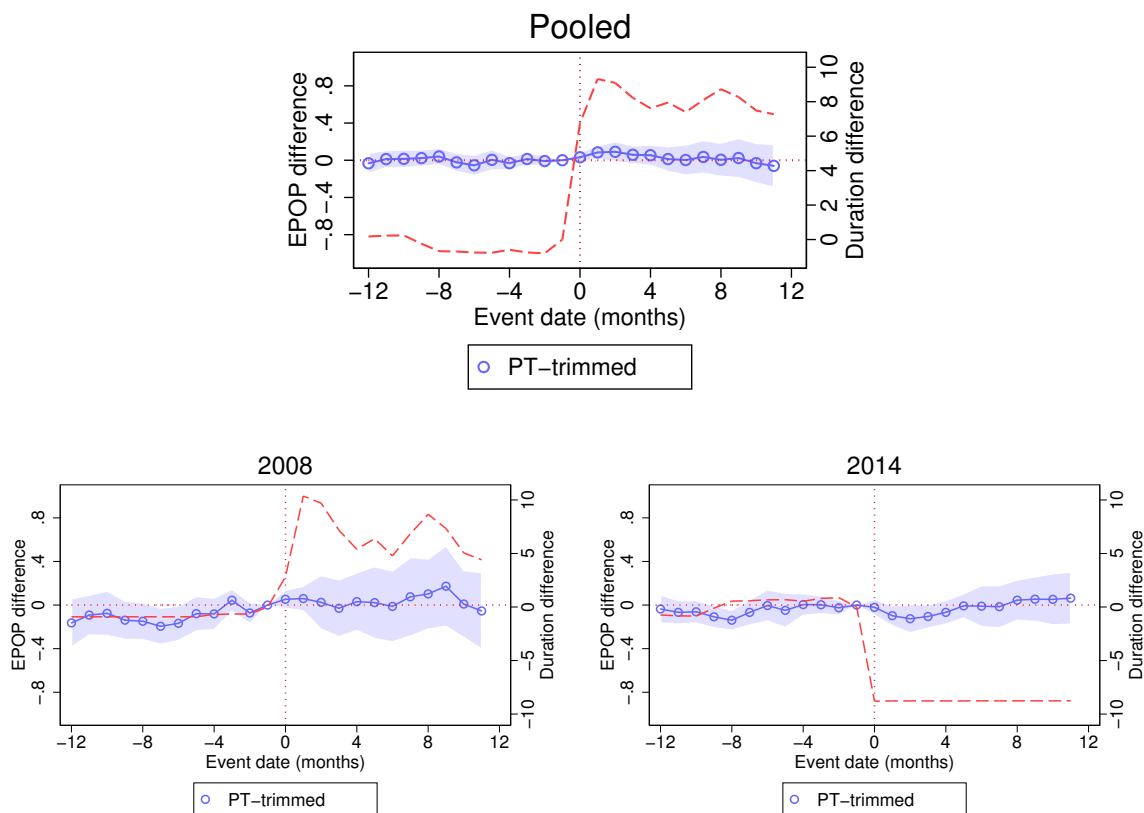 Pooled
EPOP difference
.8
.4
0
−.4
−.8
10
8
6
4
2
0
Duration difference
−12 −8 −4 0 4 8 12
Event date (months)
PT−trimmed
2008
EPOP difference
.8
.4
0
−.4
−.8
10
5
0
−5
−10
Duration difference
−12 −8 −4 0 4 8 12
Event date (months)
PT−trimmed
2014
EPOP difference
.8
.4
0
−.4
−.8
10
5
0
−5
−10
Duration difference
−12 −8 −4 0 4 8 12
Event date (months)
PT−trimmed